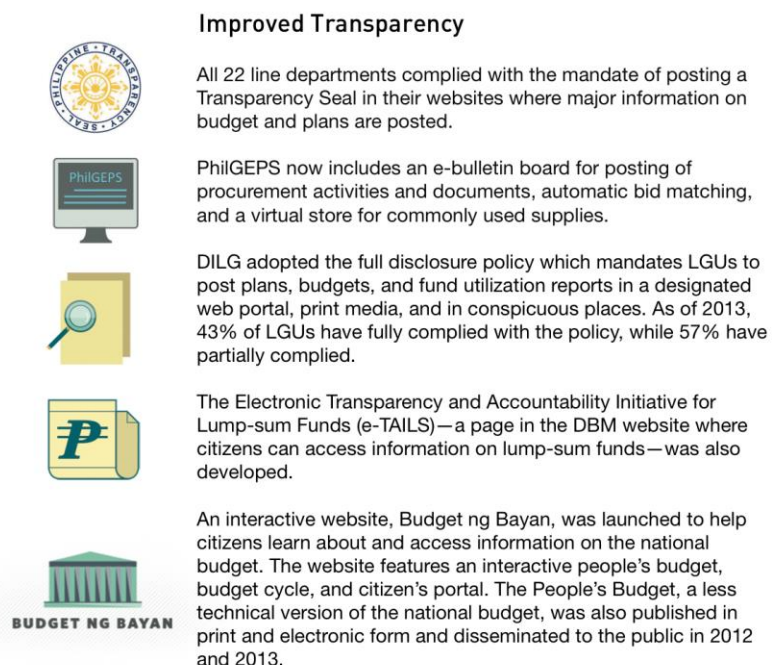 Improved Transparency
PHILIPPINE • TRANSPARENCY SEAL •
All 22 line departments complied with the mandate of posting a
Transparency Seal in their websites where major information on
budget and plans are posted.
PhilGEPS
PhilGEPS now includes an e-bulletin board for posting of
procurement activities and documents, automatic bid matching,
and a virtual store for commonly used supplies.
DILG adopted the full disclosure policy which mandates LGUs to
post plans, budgets, and fund utilization reports in a designated
web portal, print media, and in conspicuous places. As of 2013,
43% of LGUs have fully complied with the policy, while 57% have
partially complied.
₱
The Electronic Transparency and Accountability Initiative for
Lump-sum Funds (e-TAILS)—a page in the DBM website where
citizens can access information on lump-sum funds—was also
developed.
An interactive website, Budget ng Bayan, was launched to help
citizens learn about and access information on the national
budget. The website features an interactive people's budget,
budget cycle, and citizen's portal. The People's Budget, a less
technical version of the national budget, was also published in
print and electronic form and disseminated to the public in 2012
and 2013.
BUDGET NG BAYAN